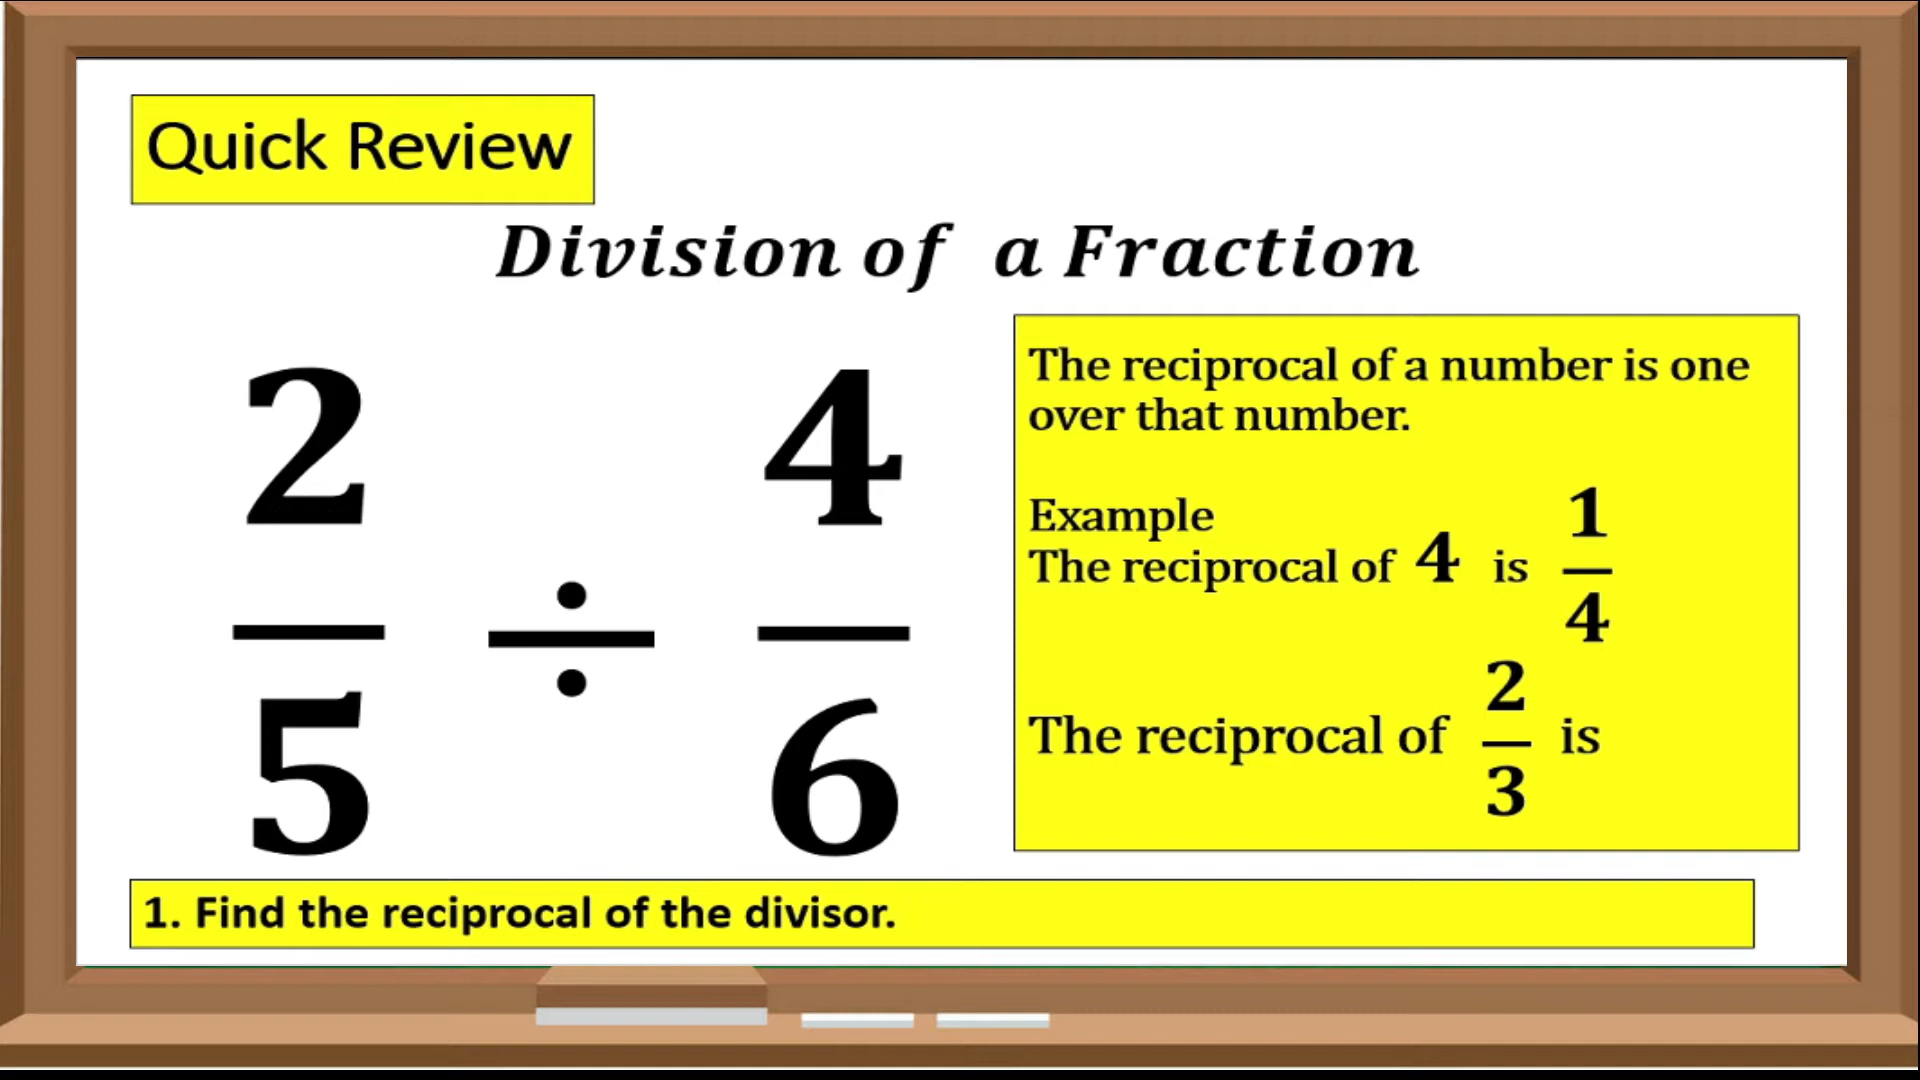 Quick Review
Division of a Fraction
2
5
÷
4
6
The reciprocal of a number is one
over that number.
Example
The reciprocal of 4 is 1/4
The reciprocal of 2/3 is
1. Find the reciprocal of the divisor.